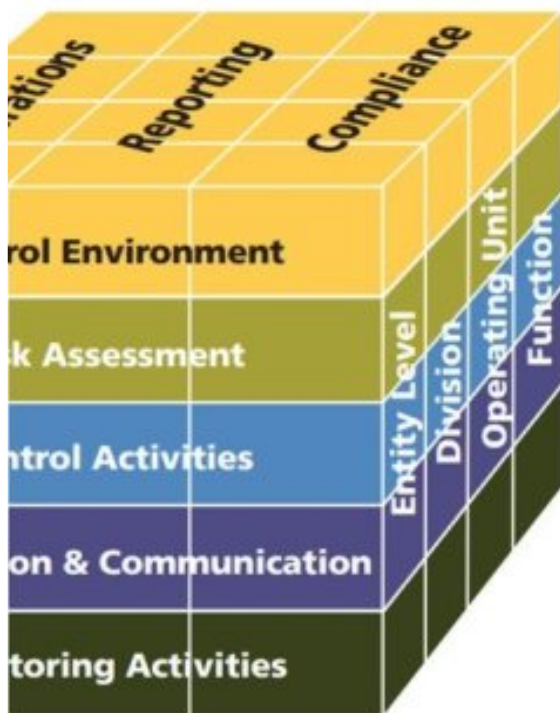 rations
Reporting
Compliance
rol Environment
sk Assessment
ntrol Activities
on & Communication
toring Activities
Entity Level
Division
Operating Unit
Function